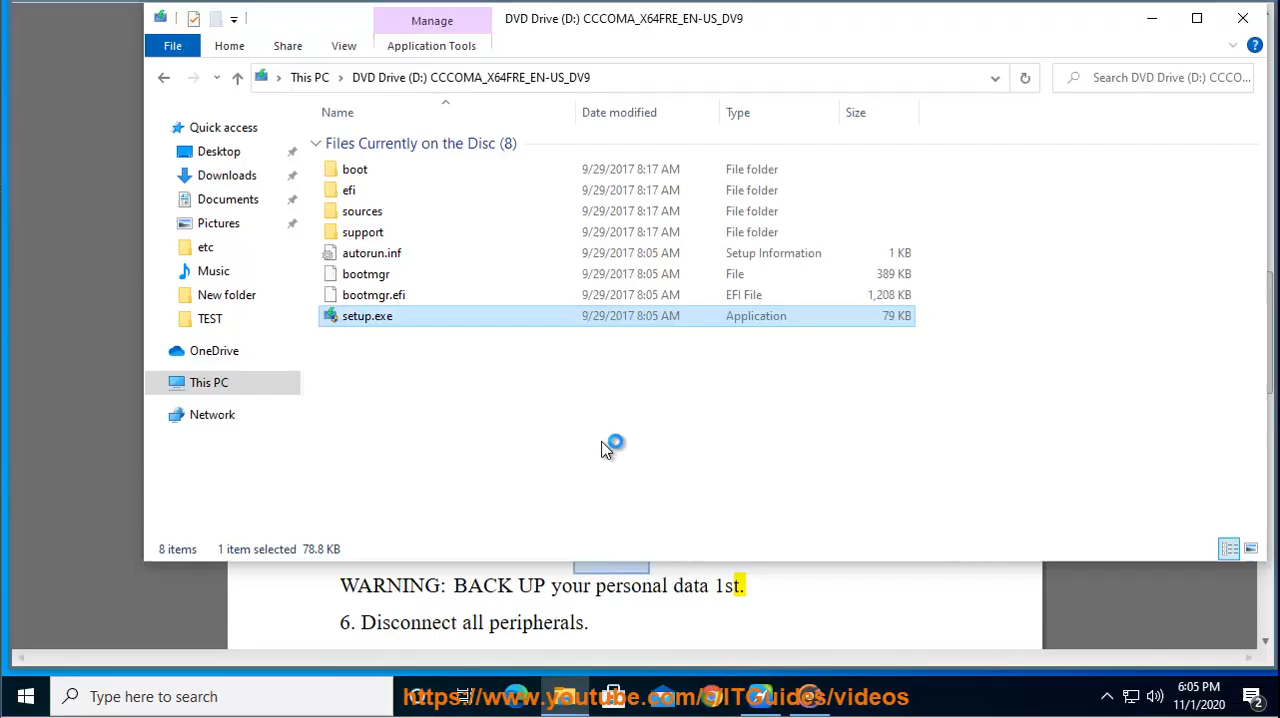 Manage
DVD Drive (D:) CCCOMA_X64FRE_EN-US_DV9
File
Home
Share
View
Application Tools
This PC
DVD Drive (D:) CCCOMA_X64FRE_EN-US_DV9
Search DVD Drive (D:) CCCO...
Name
Date modified
Type
Size
Quick access
Desktop
Downloads
Documents
Pictures
etc
Music
New folder
TEST
OneDrive
This PC
Network
Files Currently on the Disc (8)
boot 9/29/2017 8:17 AM File folder
efi 9/29/2017 8:17 AM File folder
sources 9/29/2017 8:17 AM File folder
support 9/29/2017 8:17 AM File folder
autorun.inf 9/29/2017 8:05 AM Setup Information 1 KB
bootmgr 9/29/2017 8:05 AM File 389 KB
bootmgr.efi 9/29/2017 8:05 AM EFI File 1,208 KB
setup.exe 9/29/2017 8:05 AM Application 79 KB
8 items 1 item selected 78.8 KB
WARNING: BACK UP your personal data 1st.
6. Disconnect all peripherals.
Type here to search
https://www.youtube.com/IITGuides/videos
6:05 PM
11/1/2020
2